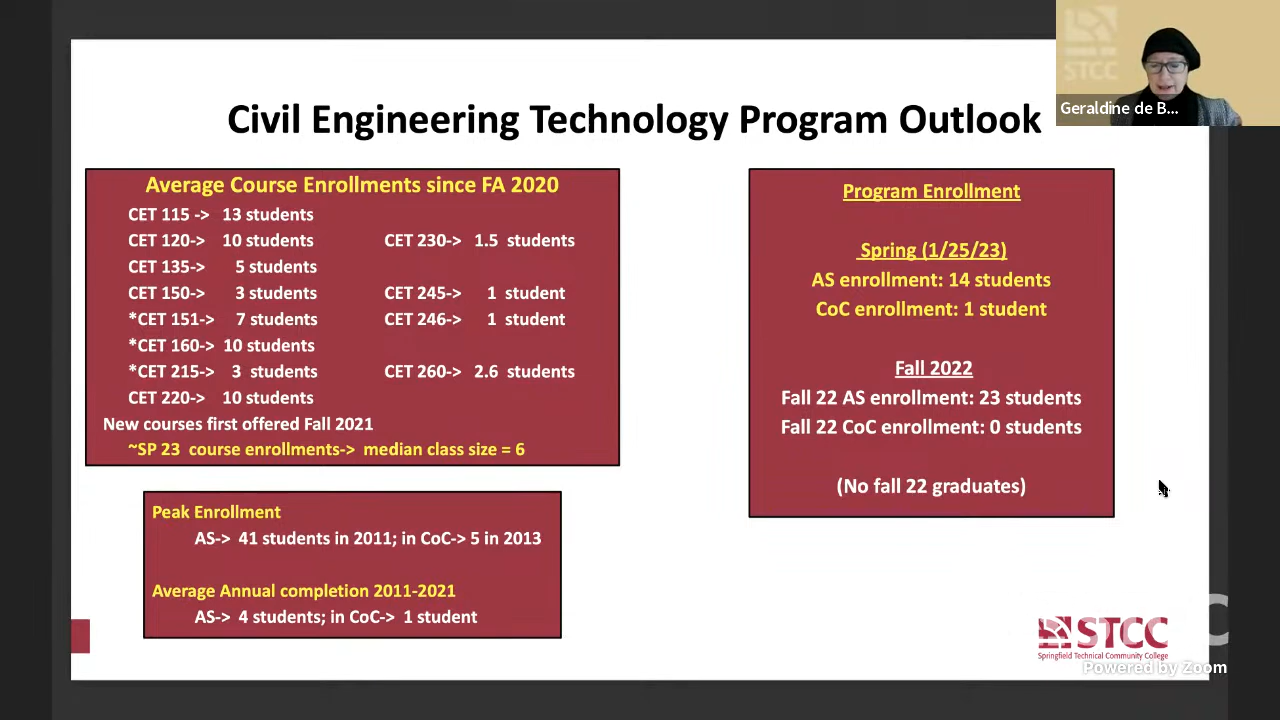 STCC
Geraldine de B...
Civil Engineering Technology Program Outlook
Average Course Enrollments since FA 2020
CET 115 -> 13 students
CET 120-> 10 students CET 230-> 1.5 students
CET 135-> 5 students
CET 150-> 3 students CET 245-> 1 student
*CET 151-> 7 students CET 246-> 1 student
*CET 160-> 10 students
*CET 215-> 3 students CET 260-> 2.6 students
CET 220-> 10 students
New courses first offered Fall 2021
~SP 23 course enrollments-> median class size = 6
Program Enrollment
Spring (1/25/23)
AS enrollment: 14 students
CoC enrollment: 1 student
Fall 2022
Fall 22 AS enrollment: 23 students
Fall 22 CoC enrollment: 0 students
(No fall 22 graduates)
Peak Enrollment
AS-> 41 students in 2011; in CoC-> 5 in 2013
Average Annual completion 2011-2021
AS-> 4 students; in CoC-> 1 student
STCC
Springfield Technical Community College
Powered by Zoom